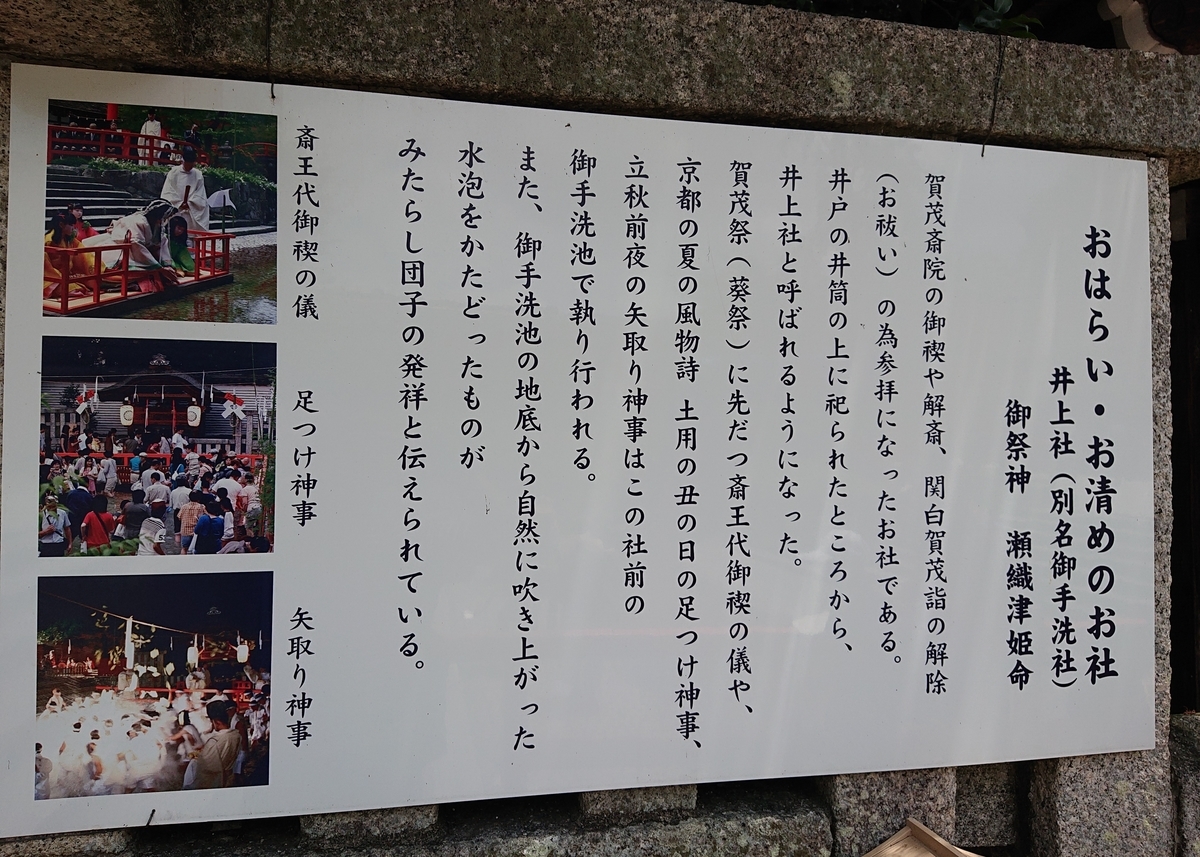 おはらい・お清めのお社
井上社（別名御手洗社）
御祭神　瀬織津姫命
賀茂斎院の御禊や解斎、関白賀茂詣の解除
（お祓い）の為参拝になったお社である。
井戸の井筒の上に祀られたところから、
井上社と呼ばれるようになった。
賀茂祭（葵祭）に先だつ斎王代御禊の儀や、
京都の夏の風物詩 土用の丑の日の足つけ神事、
立秋前夜の矢取り神事はこの社前の
御手洗池で執り行われる。
また、御手洗池の地底から自然に吹き上がった
水泡をかたどったものが
みたらし団子の発祥と伝えられている。
斎王代御禊の儀
足つけ神事
矢取り神事